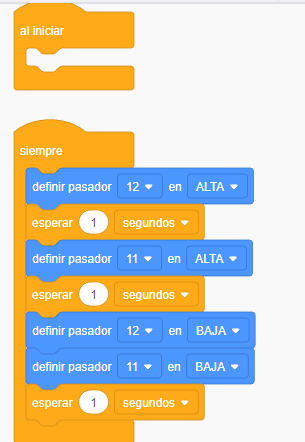 al iniciar
siempre
definir pasador 12 en ALTA
esperar 1 segundos
definir pasador 11 en ALTA
esperar 1 segundos
definir pasador 12 en BAJA
definir pasador 11 en BAJA
esperar 1 segundos